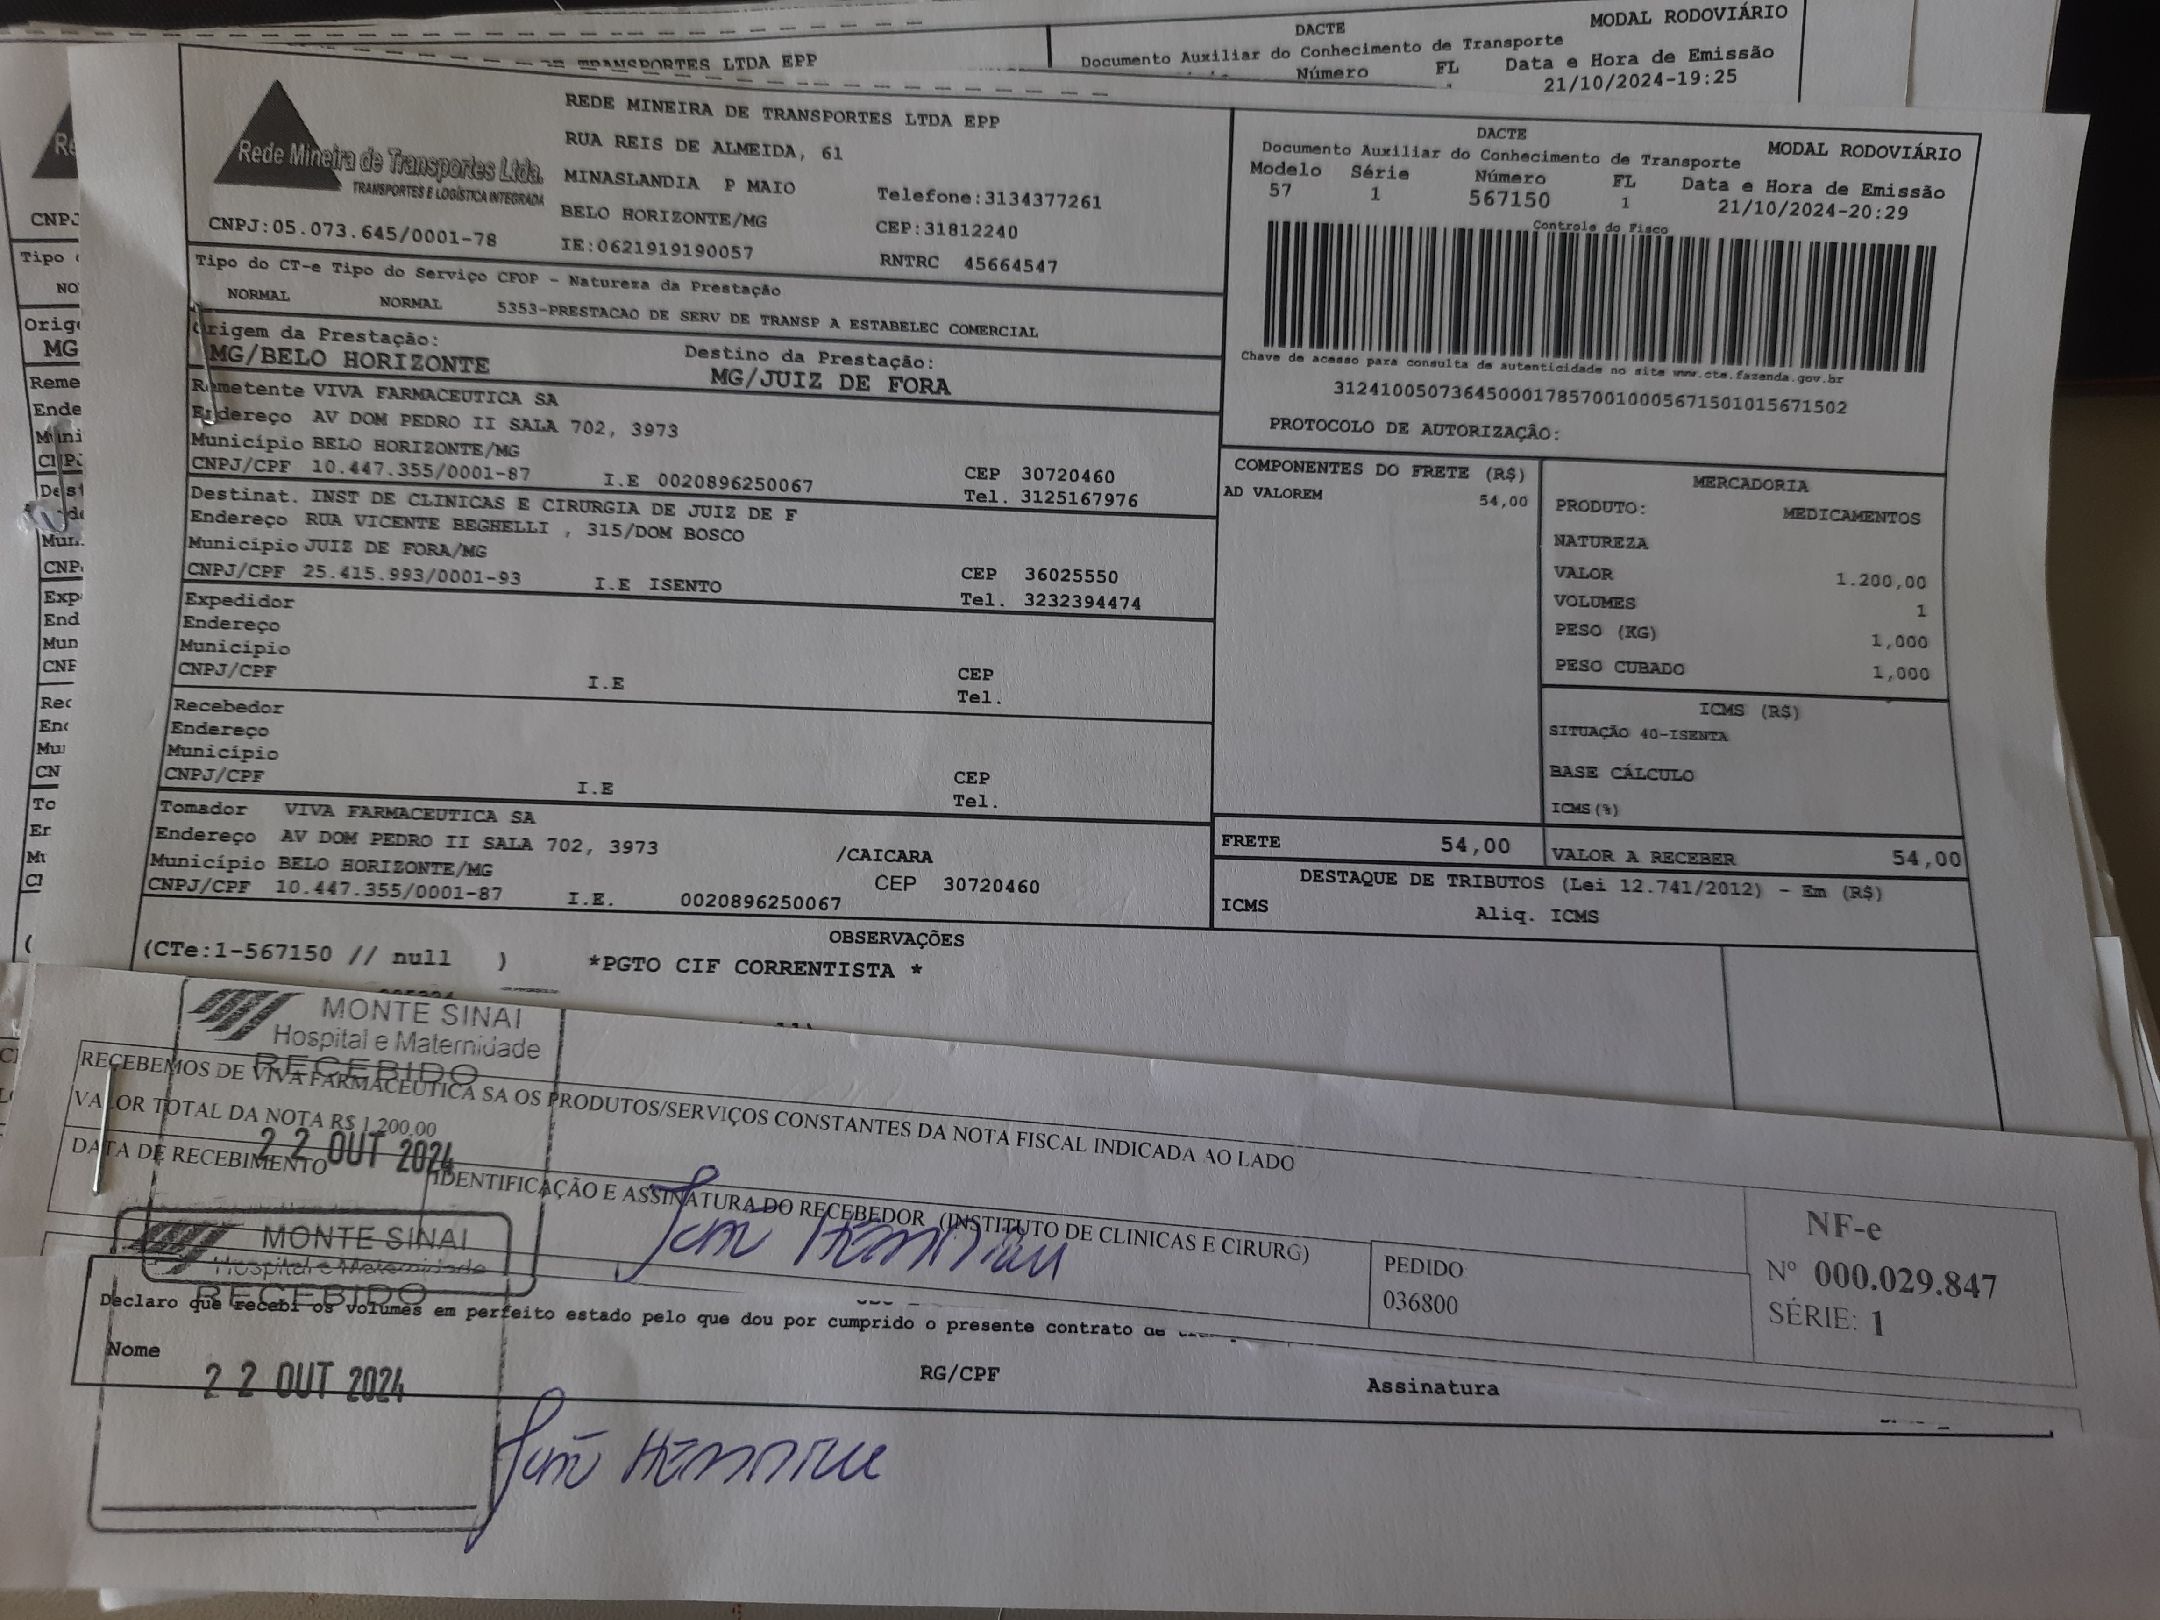 TRANSPORTES LTDA EPP
DACTE
MODAL RODOVIÁRIO
Documento Auxiliar do Conhecimento de Transporte
Número FL Data e Hora de Emissão
21/10/2024-19:25
Rede Mineira de Transportes Ltda.
TRANSPORTES E LOGÍSTICA INTEGRADA
CNPJ:05.073.645/0001-78
REDE MINEIRA DE TRANSPORTES LTDA EPP
RUA REIS DE ALMEIDA, 61
MINASLANDIA P MAIO
Telefone:3134377261
BELO HORIZONTE/MG
CEP:31812240
IE:0621919190057
RNTRC 45664547
DACTE
MODAL RODOVIÁRIO
Documento Auxiliar do Conhecimento de Transporte
Modelo Série Número FL Data e Hora de Emissão
57 1 567150 1 21/10/2024-20:29
Controle do Fisco
Chave de acesso para consulta de autenticidade no site www.cte.fazenda.gov.br
31241005073645000178570010005671501015671502
PROTOCOLO DE AUTORIZAÇÃO:
Tipo do CT-e Tipo do Serviço CFOP - Natureza da Prestação
NORMAL NORMAL 5353-PRESTACAO DE SERV DE TRANSP A ESTABELEC COMERCIAL
Origem da Prestação:
MG/BELO HORIZONTE
Destino da Prestação:
MG/JUIZ DE FORA
Remetente VIVA FARMACEUTICA SA
Endereço AV DOM PEDRO II SALA 702, 3973
Município BELO HORIZONTE/MG
CEP 30720460
CNPJ/CPF 10.447.355/0001-87 I.E 0020896250067 Tel. 3125167976
Destinat. INST DE CLINICAS E CIRURGIA DE JUIZ DE F
Endereço RUA VICENTE BEGHELLI , 315/DOM BOSCO
Município JUIZ DE FORA/MG
CEP 36025550
CNPJ/CPF 25.415.993/0001-93 I.E ISENTO Tel. 3232394474
Expedidor
Endereço
Município
CEP
CNPJ/CPF I.E Tel.
Recebedor
Endereço
Município
CEP
CNPJ/CPF I.E Tel.
Tomador VIVA FARMACEUTICA SA
Endereço AV DOM PEDRO II SALA 702, 3973 /CAICARA
Município BELO HORIZONTE/MG CEP 30720460
CNPJ/CPF 10.447.355/0001-87 I.E. 0020896250067
COMPONENTES DO FRETE (R$)
AD VALOREM 54,00
MERCADORIA
PRODUTO: MEDICAMENTOS
NATUREZA
VALOR 1.200,00
VOLUMES 1
PESO (KG) 1,000
PESO CUBADO 1,000
ICMS (R$)
SITUAÇÃO 40-ISENTA
BASE CÁLCULO
ICMS(%)
FRETE 54,00
VALOR A RECEBER 54,00
DESTAQUE DE TRIBUTOS (Lei 12.741/2012) - Em (R$)
ICMS Aliq. ICMS
OBSERVAÇÕES
(CTe:1-567150 // null ) *PGTO CIF CORRENTISTA *
MONTE SINAI
Hospital e Maternidade
RECEBIDO
22 OUT 2024
RECEBEMOS DE VIVA FARMACEUTICA SA OS PRODUTOS/SERVIÇOS CONSTANTES DA NOTA FISCAL INDICADA AO LADO
VALOR TOTAL DA NOTA R$ 1.200,00
DATA DE RECEBIMENTO
IDENTIFICAÇÃO E ASSINATURA DO RECEBEDOR (INSTITUTO DE CLINICAS E CIRURG)
PEDIDO
036800
NF-e
Nº 000.029.847
SÉRIE: 1
MONTE SINAI
Hospital e Maternidade
RECEBIDO
22 OUT 2024
Declaro que recebi os volumes em perfeito estado pelo que dou por cumprido o presente contrato de
Nome RG/CPF Assinatura